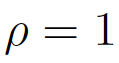 ρ = 1